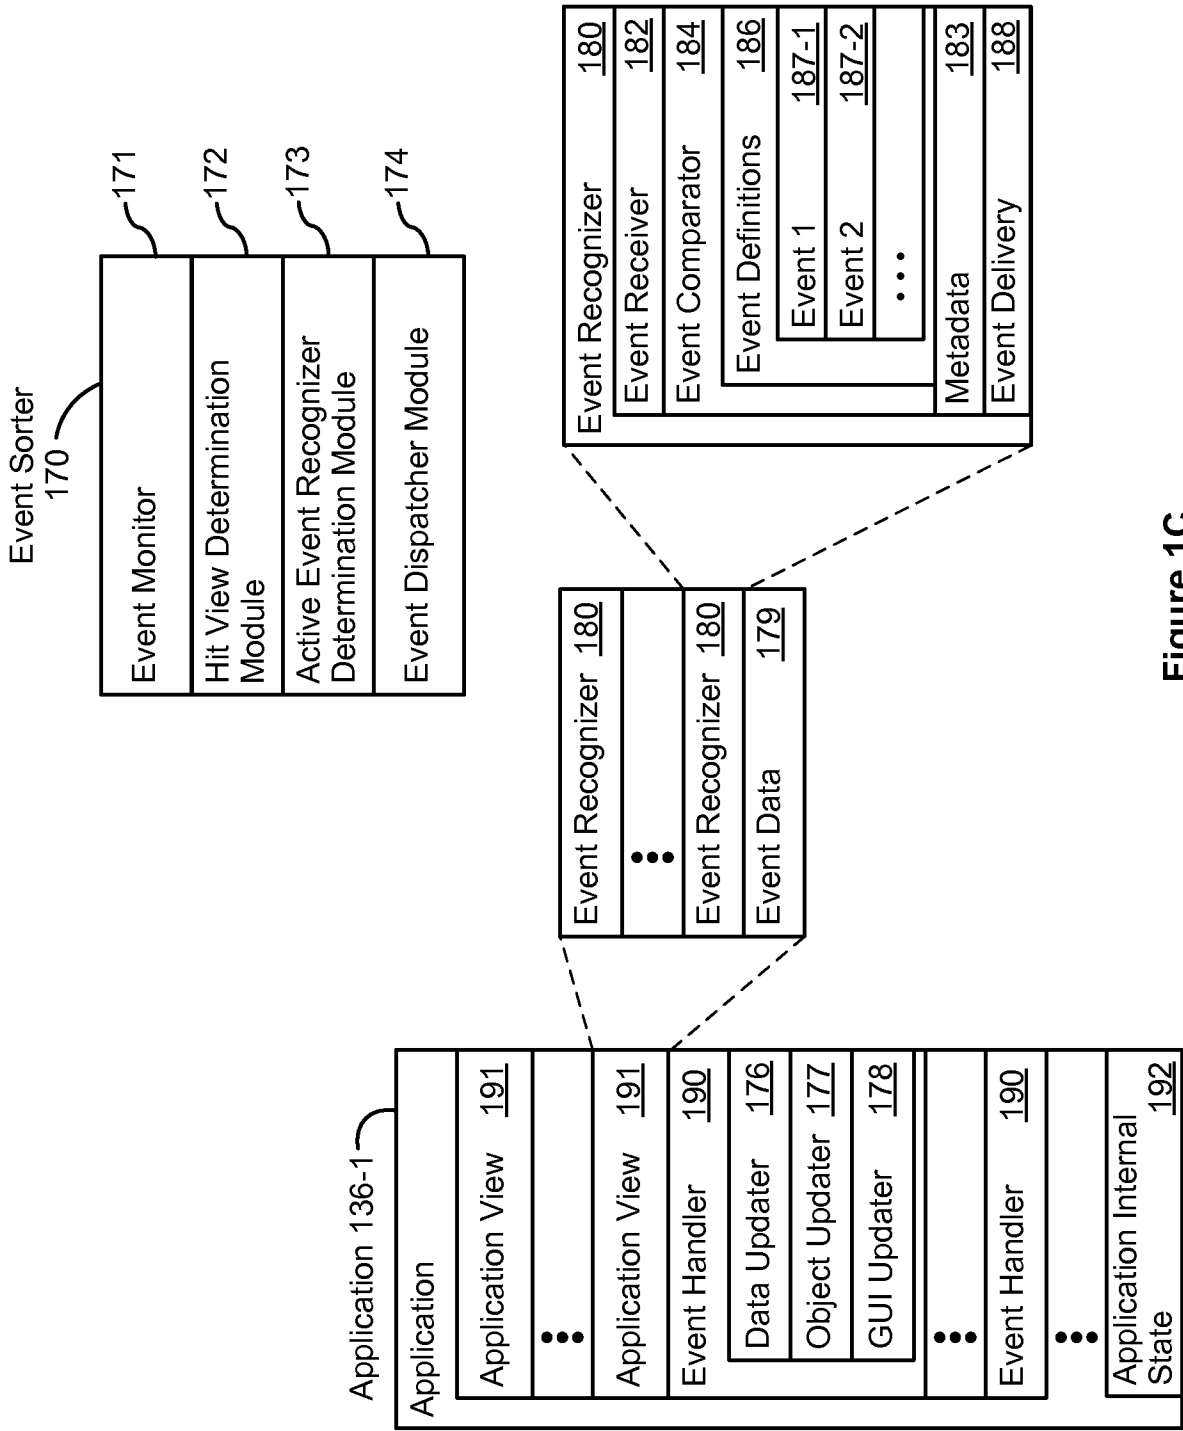 Event Sorter
170
Event Monitor
171
Hit View Determination
Module
172
Active Event Recognizer
Determination Module
173
Event Dispatcher Module
174
Application 136-1
Application
Application View 191
•••
Application View 191
Event Handler 190
Data Updater 176
Object Updater 177
GUI Updater 178
•••
Event Handler 190
•••
Application Internal
State 192
Event Recognizer 180
•••
Event Recognizer 180
Event Data 179
Event Recognizer 180
Event Receiver 182
Event Comparator 184
Event Definitions 186
Event 1 187-1
Event 2 187-2
•••
Metadata 183
Event Delivery 188
Figure 1C